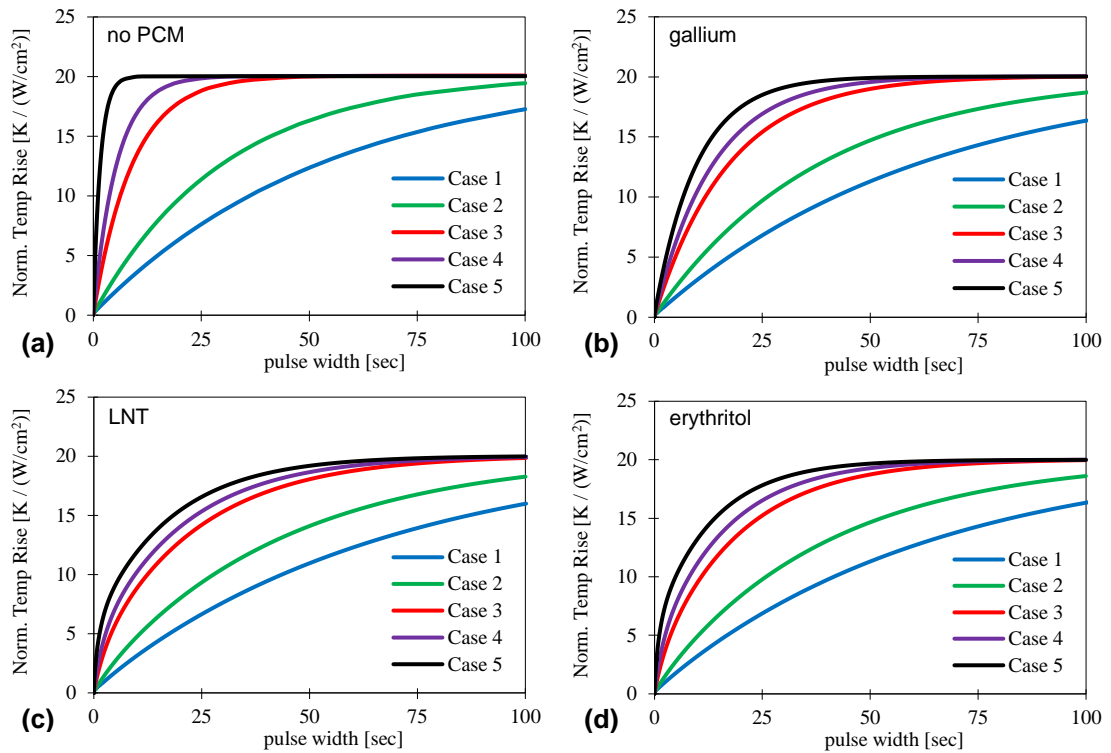 no PCM
Norm. Temp Rise [K / (W/cm²)]
25
20
15
10
5
0
Case 1
Case 2
Case 3
Case 4
Case 5
0 25 50 75 100
pulse width [sec]
(a)
gallium
Norm. Temp Rise [K / (W/cm²)]
25
20
15
10
5
0
Case 1
Case 2
Case 3
Case 4
Case 5
0 25 50 75 100
pulse width [sec]
(b)
LNT
Norm. Temp Rise [K / (W/cm²)]
25
20
15
10
5
0
Case 1
Case 2
Case 3
Case 4
Case 5
0 25 50 75 100
pulse width [sec]
(c)
erythritol
Norm. Temp Rise [K / (W/cm²)]
25
20
15
10
5
0
Case 1
Case 2
Case 3
Case 4
Case 5
0 25 50 75 100
pulse width [sec]
(d)